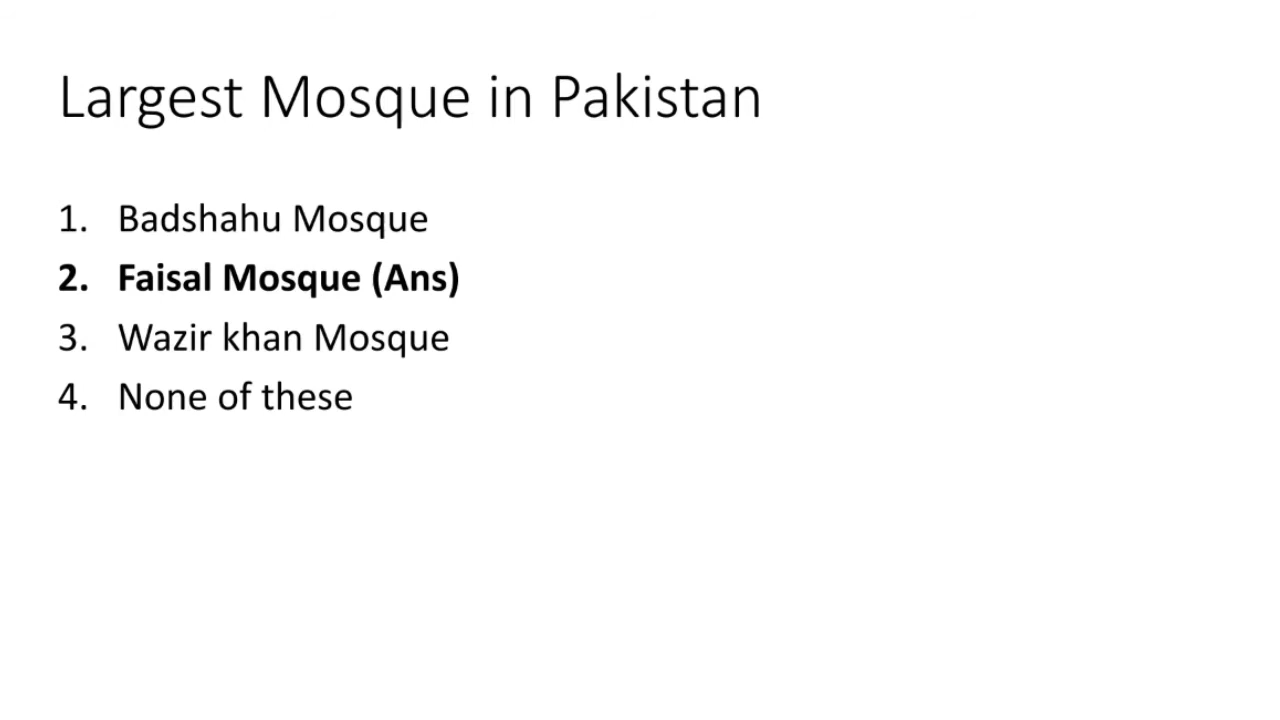 Largest Mosque in Pakistan
1. Badshahu Mosque
2. Faisal Mosque (Ans)
3. Wazir khan Mosque
4. None of these